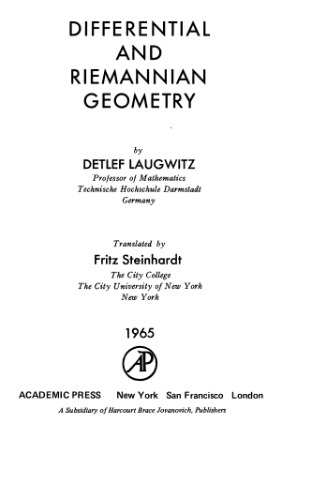 DIFFERENTIAL
AND
RIEMANNIAN
GEOMETRY
by
DETLEF LAUGWITZ
Professor of Mathematics
Technische Hochschule Darmstadt
Germany
Translated by
Fritz Steinhardt
The City College
The City University of New York
New York
1965
AP
ACADEMIC PRESS New York San Francisco London
A Subsidiary of Harcourt Brace Jovanovich, Publishers